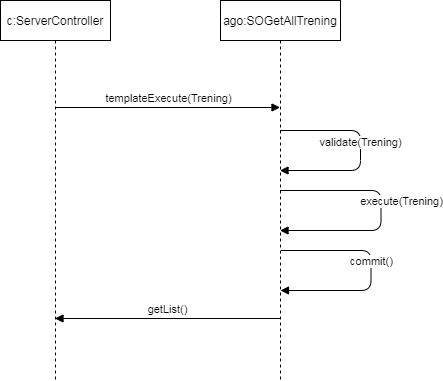 c:ServerController
ago:SOGetAllTrening
templateExecute(Trening)
validate(Trening)
execute(Trening)
commit()
getList()